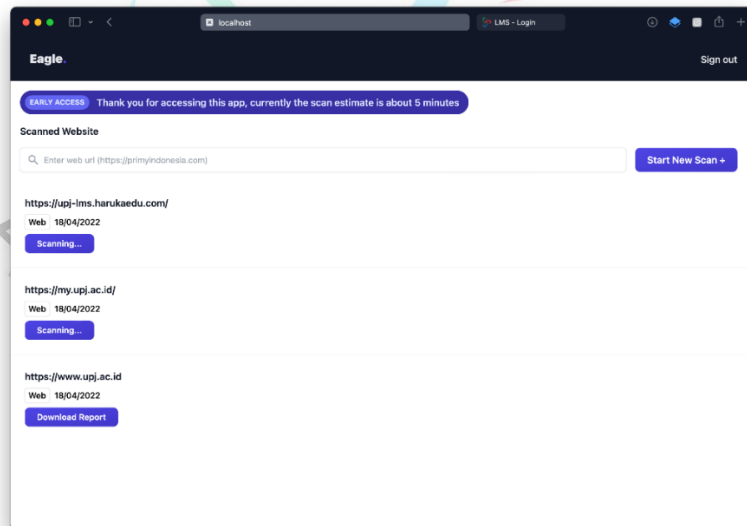 localhost
LMS - Login
Eagle.
Sign out
EARLY ACCESS Thank you for accessing this app, currently the scan estimate is about 5 minutes
Scanned Website
Enter web url (https://primyindonesia.com)
Start New Scan +
https://upj-lms.harukaedu.com/
Web 18/04/2022
Scanning...
https://my.upj.ac.id/
Web 18/04/2022
Scanning...
https://www.upj.ac.id
Web 18/04/2022
Download Report